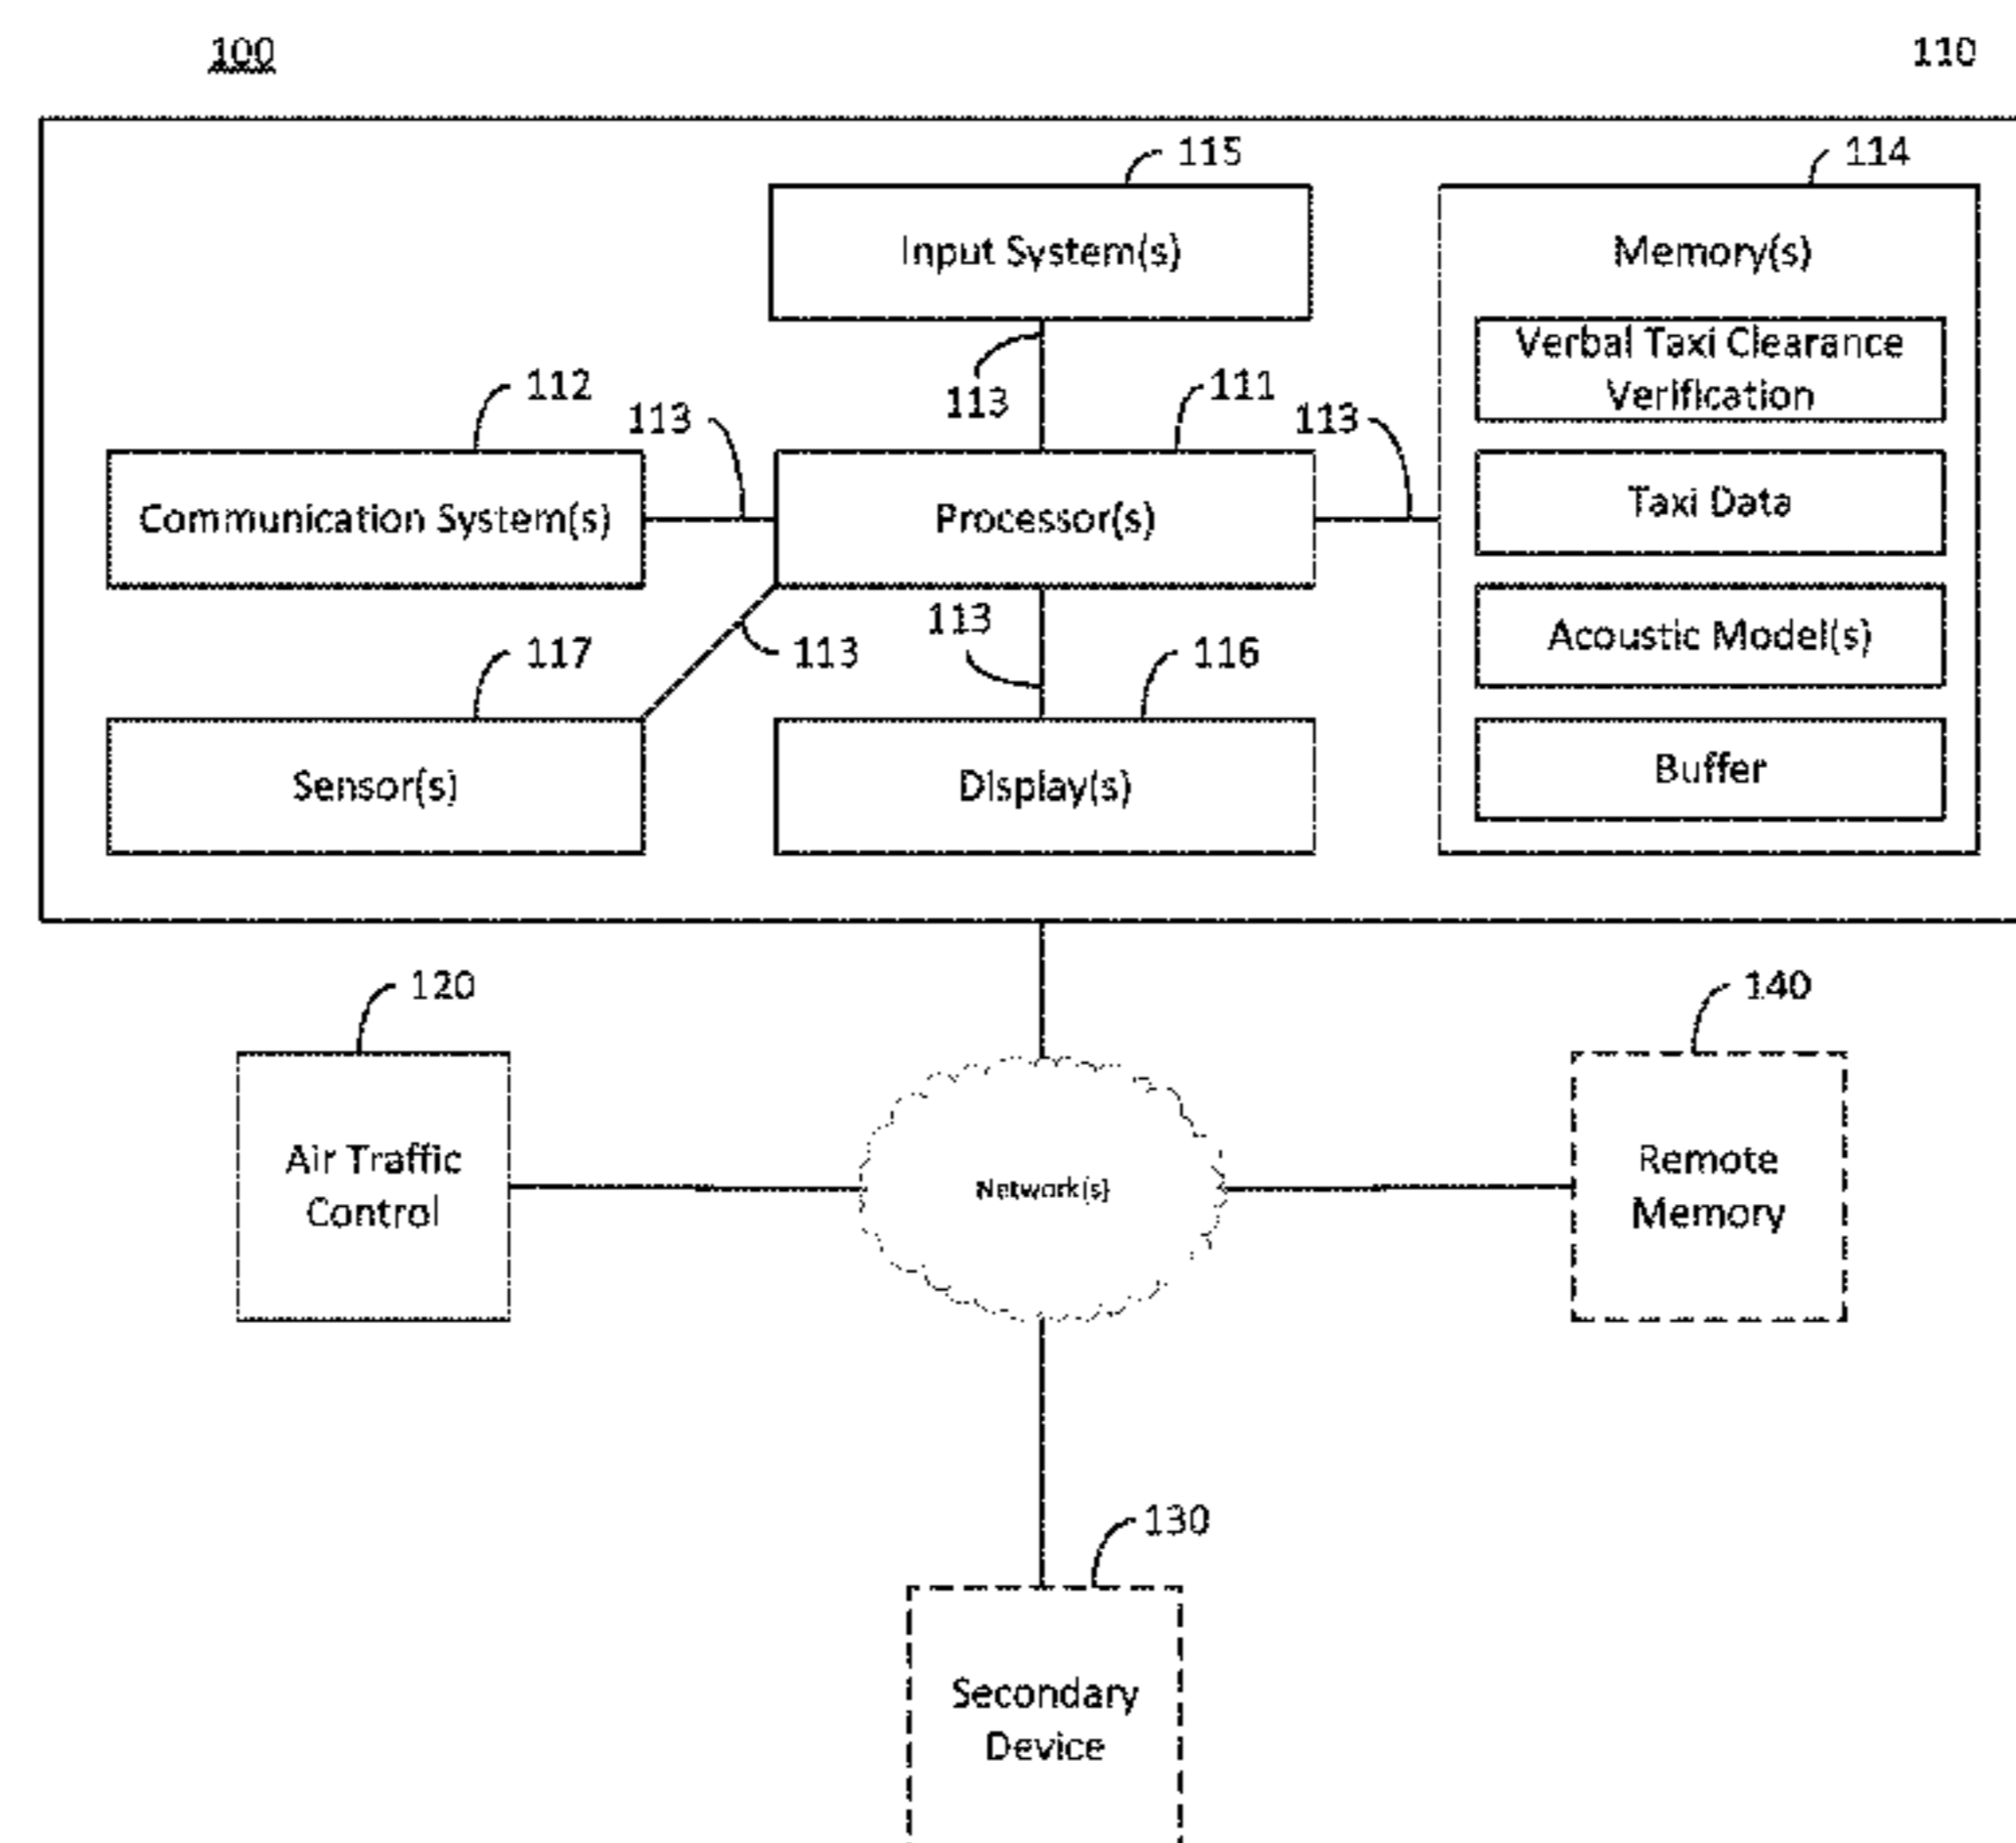 100
110
115
114
Input System(s)
Memory(s)
Verbal Taxi Clearance
Verification
112
113
113
111
113
Communication System(s)
Processor(s)
Taxi Data
113
117
113
116
Acoustic Model(s)
Sensor(s)
Display(s)
Buffer
120
140
Air Traffic
Control
Network(s)
Remote
Memory
130
Secondary
Device